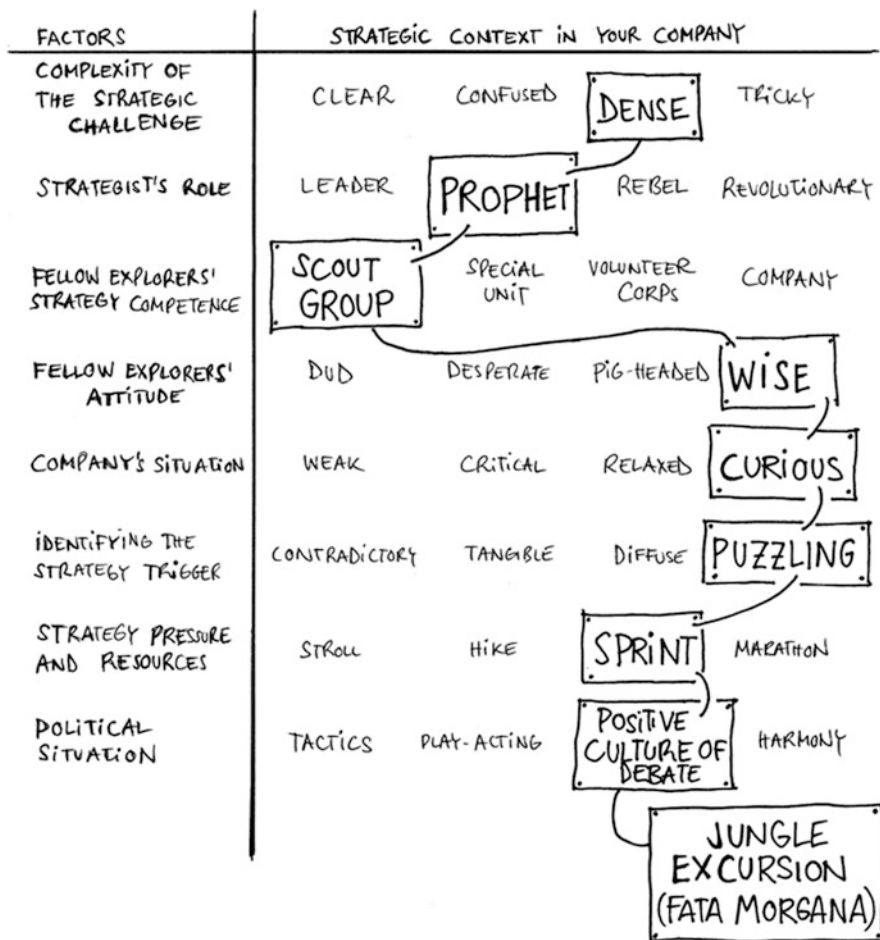 FACTORS
STRATEGIC CONTEXT IN YOUR COMPANY
COMPLEXITY OF
THE STRATEGIC
CHALLENGE
CLEAR
CONFUSED
DENSE
TRICKY
STRATEGIST'S ROLE
LEADER
PROPHET
REBEL
REVOLUTIONARY
FELLOW EXPLORERS'
STRATEGY COMPETENCE
SCOUT
GROUP
SPECIAL
UNIT
VOLUNTEER
CORPS
COMPANY
FELLOW EXPLORERS'
ATTITUDE
DUD
DESPERATE
PIG-HEADED
WISE
COMPANY'S SITUATION
WEAK
CRITICAL
RELAXED
CURIOUS
IDENTIFYING THE
STRATEGY TRIGGER
CONTRADICTORY
TANGIBLE
DIFFUSE
PUZZLING
STRATEGY PRESSURE
AND RESOURCES
STROLL
HIKE
SPRINT
MARATHON
POLITICAL
SITUATION
TACTICS
PLAY-ACTING
POSITIVE
CULTURE OF
DEBATE
HARMONY
JUNGLE
EXCURSION
(FATA MORGANA)